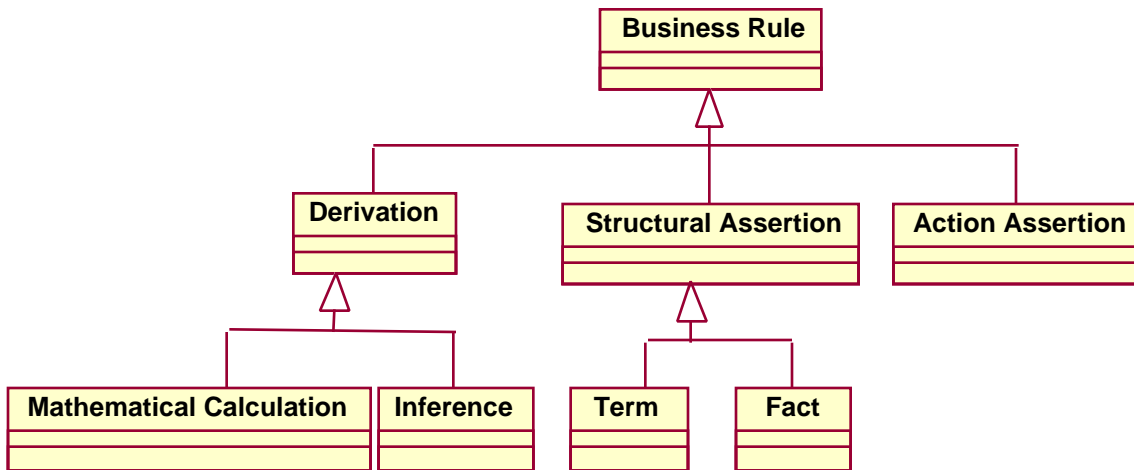 Business Rule
Derivation
Structural Assertion
Action Assertion
Mathematical Calculation
Inference
Term
Fact